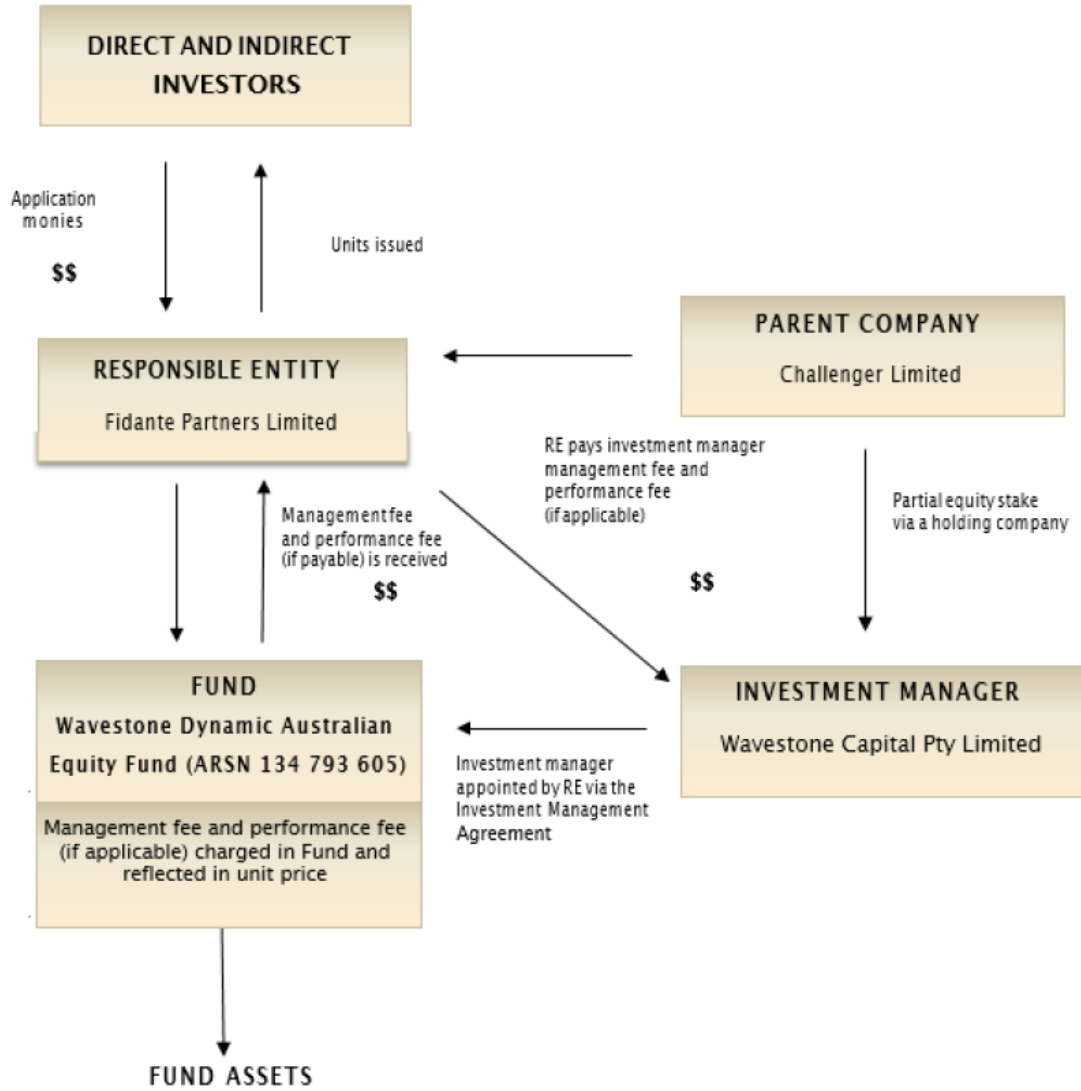 DIRECT AND INDIRECT
INVESTORS
Application
monies
$$
Units issued
PARENT COMPANY
Challenger Limited
RESPONSIBLE ENTITY
Fidante Partners Limited
RE pays investment manager
management fee and
performance fee
(if applicable)
$$
Partial equity stake
via a holding company
Management fee
and performance fee
(if payable) is received
$$
FUND
Wavestone Dynamic Australian
Equity Fund (ARSN 134 793 605)
Management fee and performance fee
(if applicable) charged in Fund and
reflected in unit price
INVESTMENT MANAGER
Wavestone Capital Pty Limited
Investment manager
appointed by RE via the
Investment Management
Agreement
FUND ASSETS